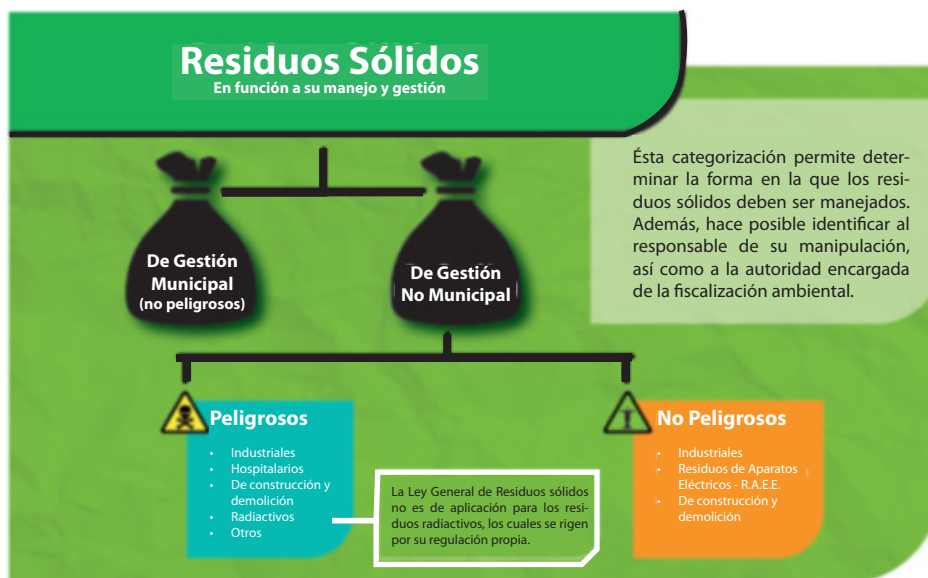 Residuos Sólidos
En función a su manejo y gestión
Ésta categorización permite deter-
minar la forma en la que los resi-
duos sólidos deben ser manejados.
Además, hace posible identificar al
responsable de su manipulación,
así como a la autoridad encargada
de la fiscalización ambiental.
De Gestión
Municipal
(no peligrosos)
De Gestión
No Municipal
Peligrosos
• Industriales
• Hospitalarios
• De construcción y
demolición
• Radiactivos
• Otros
La Ley General de Residuos sólidos
no es de aplicación para los resi-
duos radiactivos, los cuales se rigen
por su regulación propia.
No Peligrosos
• Industriales
• Residuos de Aparatos
Eléctricos - R.A.E.E.
• De construcción y
demolición